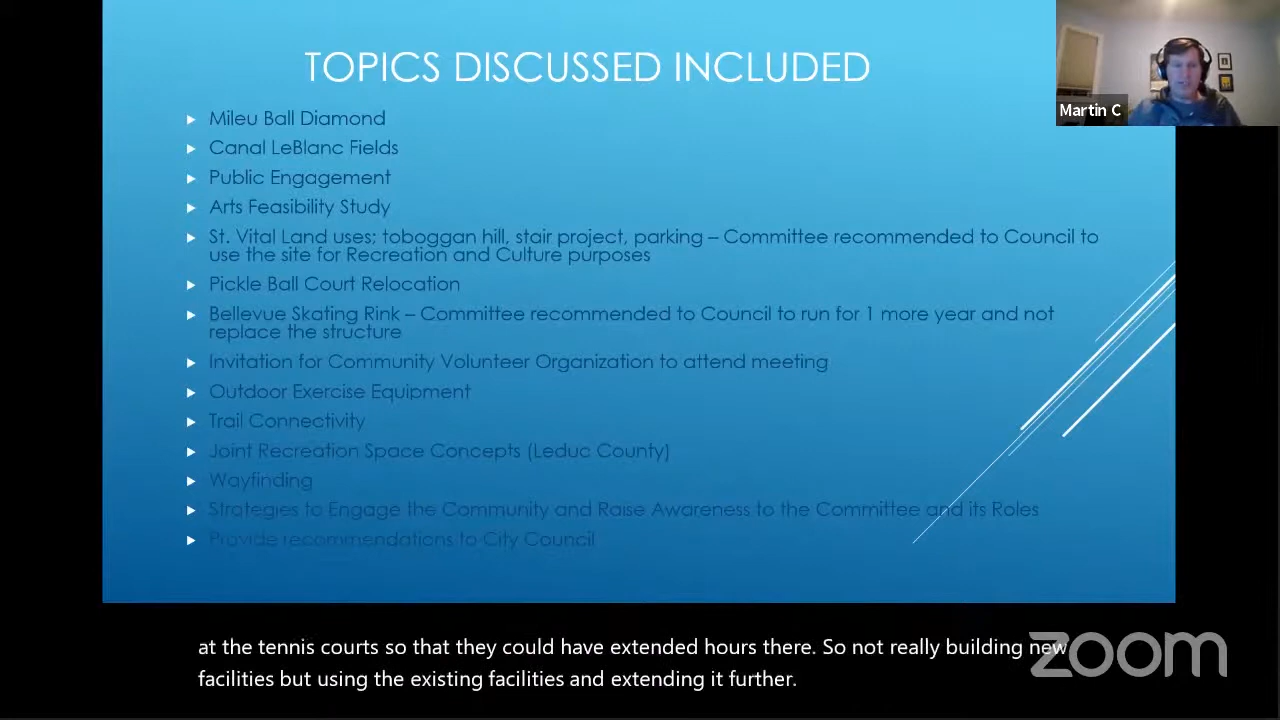 TOPICS DISCUSSED INCLUDED
Martin C
Mileu Ball Diamond
Canal LeBlanc Fields
Public Engagement
Arts Feasibility Study
St. Vital Land uses; toboggan hill, stair project, parking – Committee recommended to Council to
use the site for Recreation and Culture purposes
Pickle Ball Court Relocation
Bellevue Skating Rink – Committee recommended to Council to run for 1 more year and not
replace the structure
Invitation for Community Volunteer Organization to attend meeting
Outdoor Exercise Equipment
Trail Connectivity
Joint Recreation Space Concepts (Leduc County)
Wayfinding
Strategies to Engage the Community and Raise Awareness to the Committee and its Roles
Provide recommendations to City Council
at the tennis courts so that they could have extended hours there. So not really building new
facilities but using the existing facilities and extending it further.
zoom